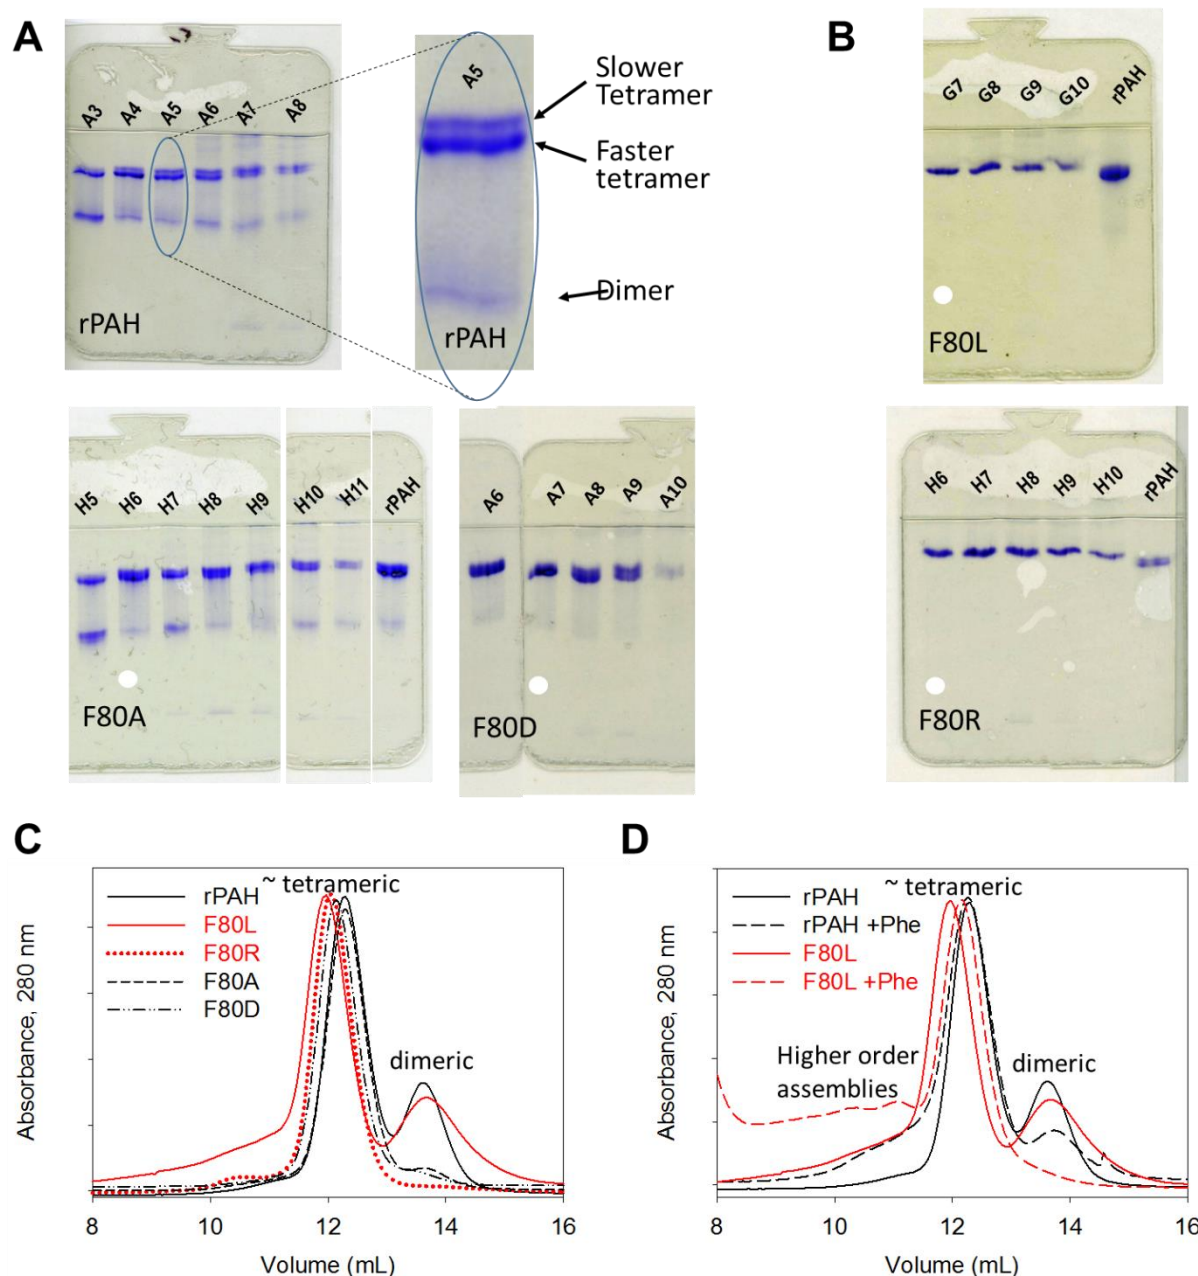 A
A3 A4 A5 A6 A7 A8
rPAH
A5
Slower
Tetramer
Faster
tetramer
Dimer
rPAH
B
G7 G8 G9 G10 rPAH
F80L
H5 H6 H7 H8 H9 H10 H11 rPAH
F80A
A6 A7 A8 A9 A10
F80D
H6 H7 H8 H9 H10 rPAH
F80R
C
~ tetrameric
rPAH
F80L
F80R
F80A
F80D
dimeric
Absorbance, 280 nm
8 10 12 14 16
Volume (mL)
D
~ tetrameric
rPAH
rPAH +Phe
F80L
F80L +Phe
Higher order
assemblies
dimeric
Absorbance, 280 nm
8 10 12 14 16
Volume (mL)